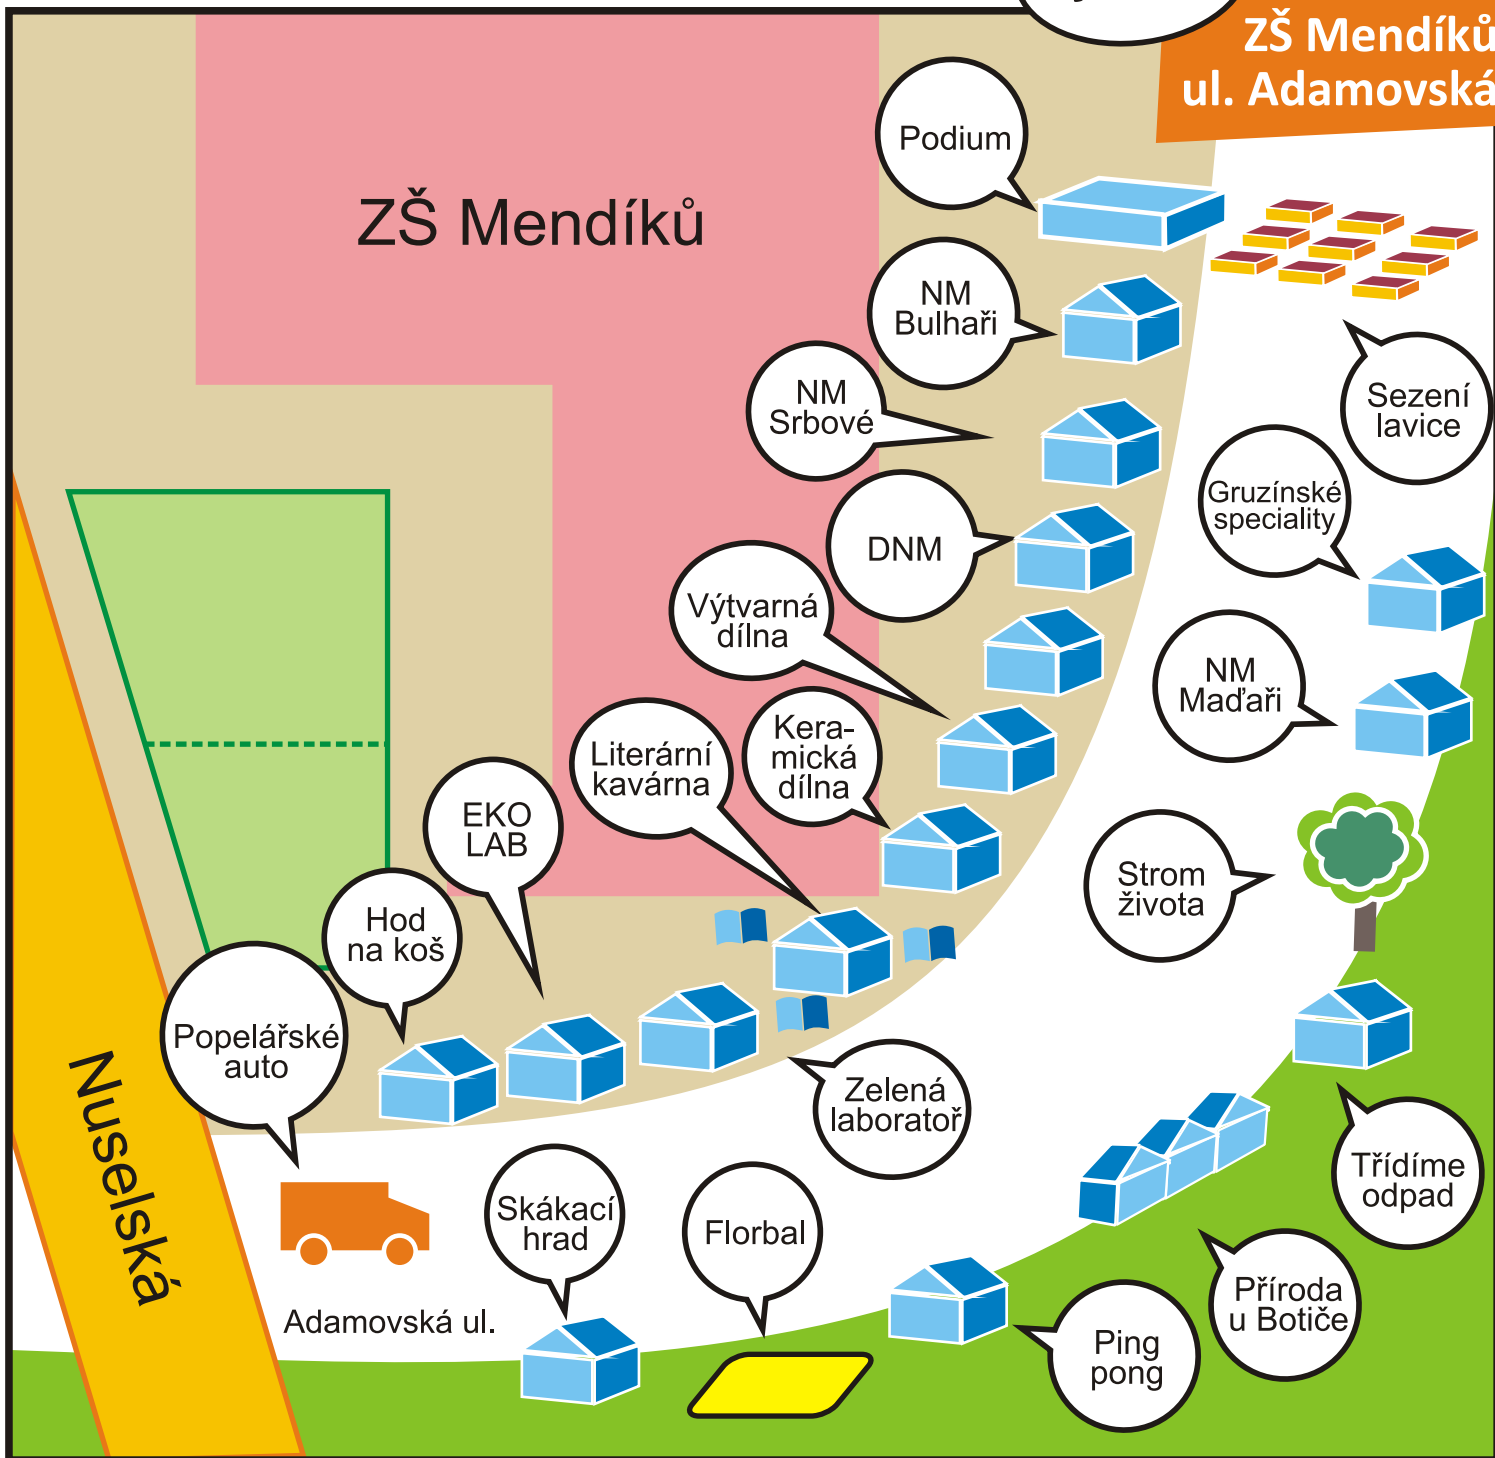 ZŠ Mendíků
ul. Adamovská
Podium
ZŠ Mendíků
NM
Bulhaři
NM
Srbové
Sezení
lavice
Gruzínské
speciality
DNM
Výtvarná
dílna
NM
Maďaři
Kera-
mická
dílna
Literární
kavárna
EKO
LAB
Strom
života
Hod
na koš
Popelářské
auto
Zelená
laboratoř
Nuselská
Třídíme
odpad
Skákací
hrad
Florbal
Příroda
u Botiče
Adamovská ul.
Ping
pong